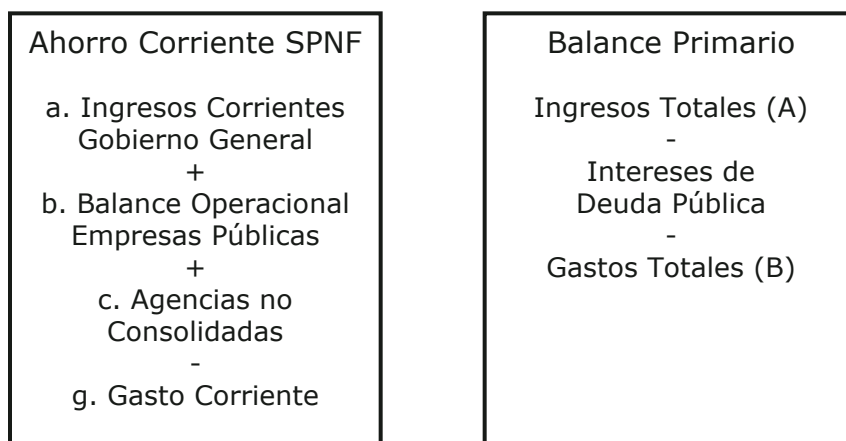 Ahorro Corriente SPNF
a. Ingresos Corrientes
Gobierno General
+
b. Balance Operacional
Empresas Públicas
+
c. Agencias no
Consolidadas
-
g. Gasto Corriente
Balance Primario
Ingresos Totales (A)
-
Intereses de
Deuda Pública
-
Gastos Totales (B)